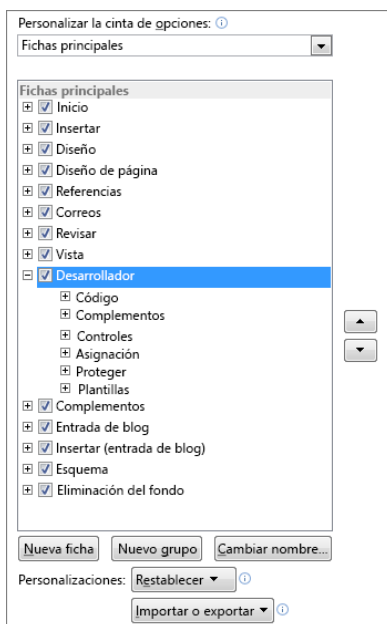 Personalizar la cinta de opciones:
Fichas principales
Fichas principales
Inicio
Insertar
Diseño
Diseño de página
Referencias
Correos
Revisar
Vista
Desarrollador
Código
Complementos
Controles
Asignación
Proteger
Plantillas
Complementos
Entrada de blog
Insertar (entrada de blog)
Esquema
Eliminación del fondo
Nueva ficha Nuevo grupo Cambiar nombre...
Personalizaciones: Restablecer
Importar o exportar